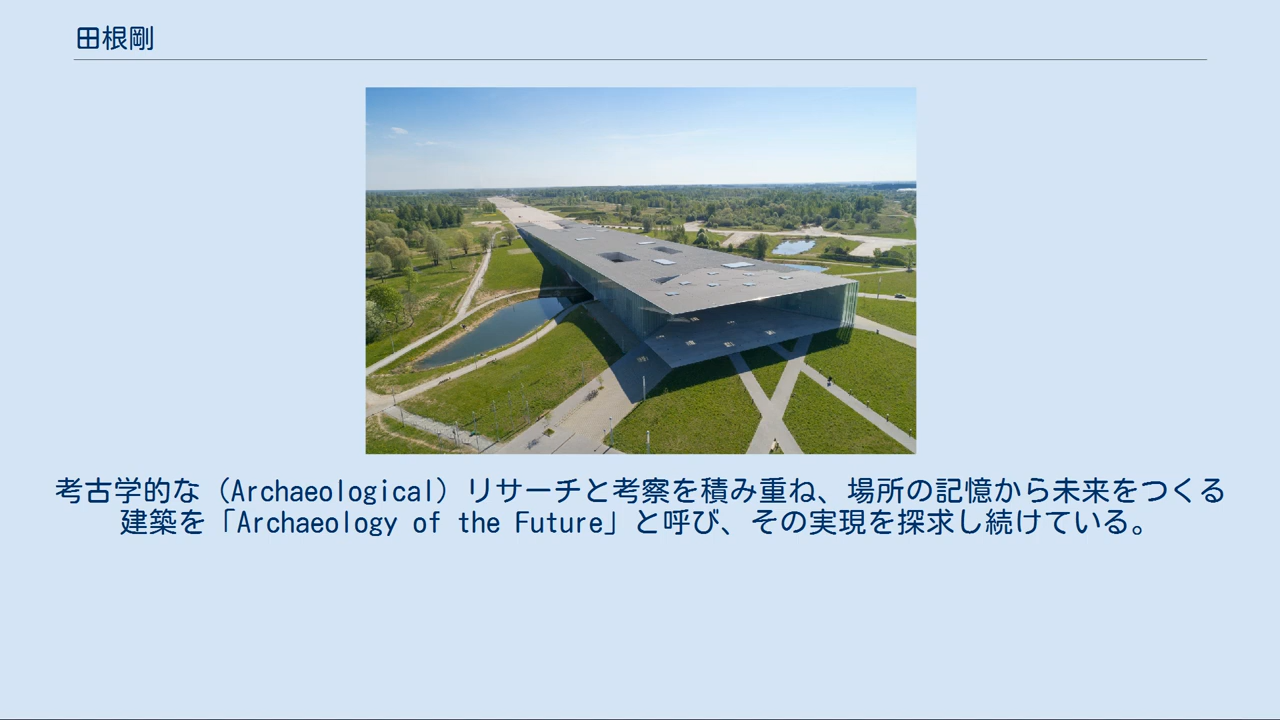 田根剛
考古学的な（Archaeological）リサーチと考察を積み重ね、場所の記憶から未来をつくる
建築を「Archaeology of the Future」と呼び、その実現を探求し続けている。